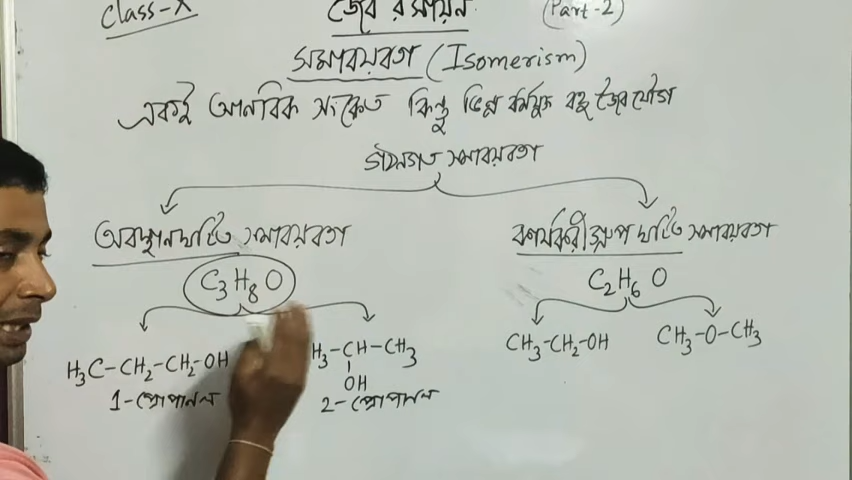 Class-X
জৈব রসায়ন
(Part-2)
সমাবয়বতা (Isomerism)
একই আনবিক সংকেত কিন্তু ভিন্ন ধর্মযুক্ত বহু জৈব যৌগ
গঠনগত সমাবয়বতা
অবস্থানঘটিত সমাবয়বতা
কার্যকরী গ্রুপ ঘটিত সমাবয়বতা
C3H8O
C2H6O
H3C-CH2-CH2-OH
H3-CH-CH3
OH
CH3-CH2-OH
CH3-O-CH3
1-প্রোপানল
2-প্রোপানল